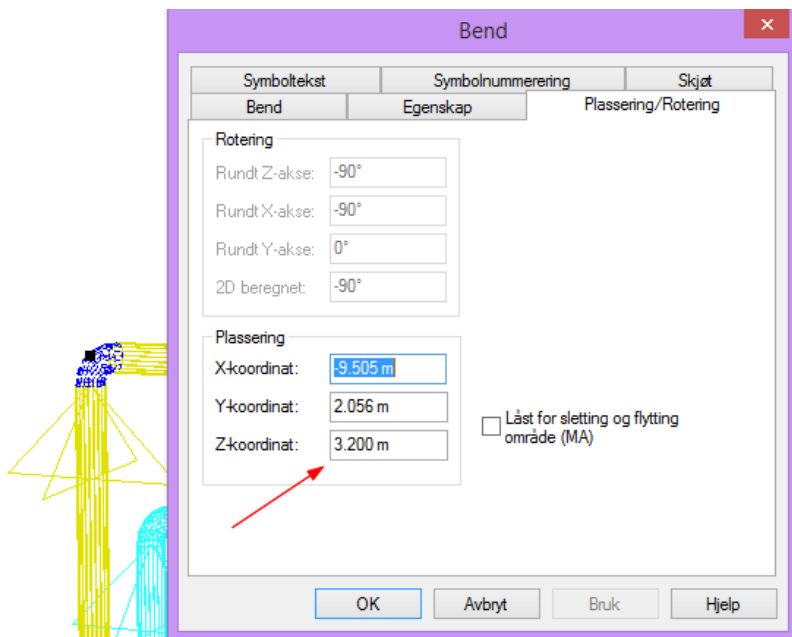 Bend
Symboltekst Symbolnummerering Skjøt
Bend Egenskap Plassering/Rotering
Rotering
Rundt Z-akse: -90°
Rundt X-akse: -90°
Rundt Y-akse: 0°
2D beregnet: -90°
Plassering
X-koordinat: -9.505 m
Y-koordinat: 2.056 m
Z-koordinat: 3.200 m
Låst for sletting og flytting
område (MA)
OK Avbryt Bruk Hjelp